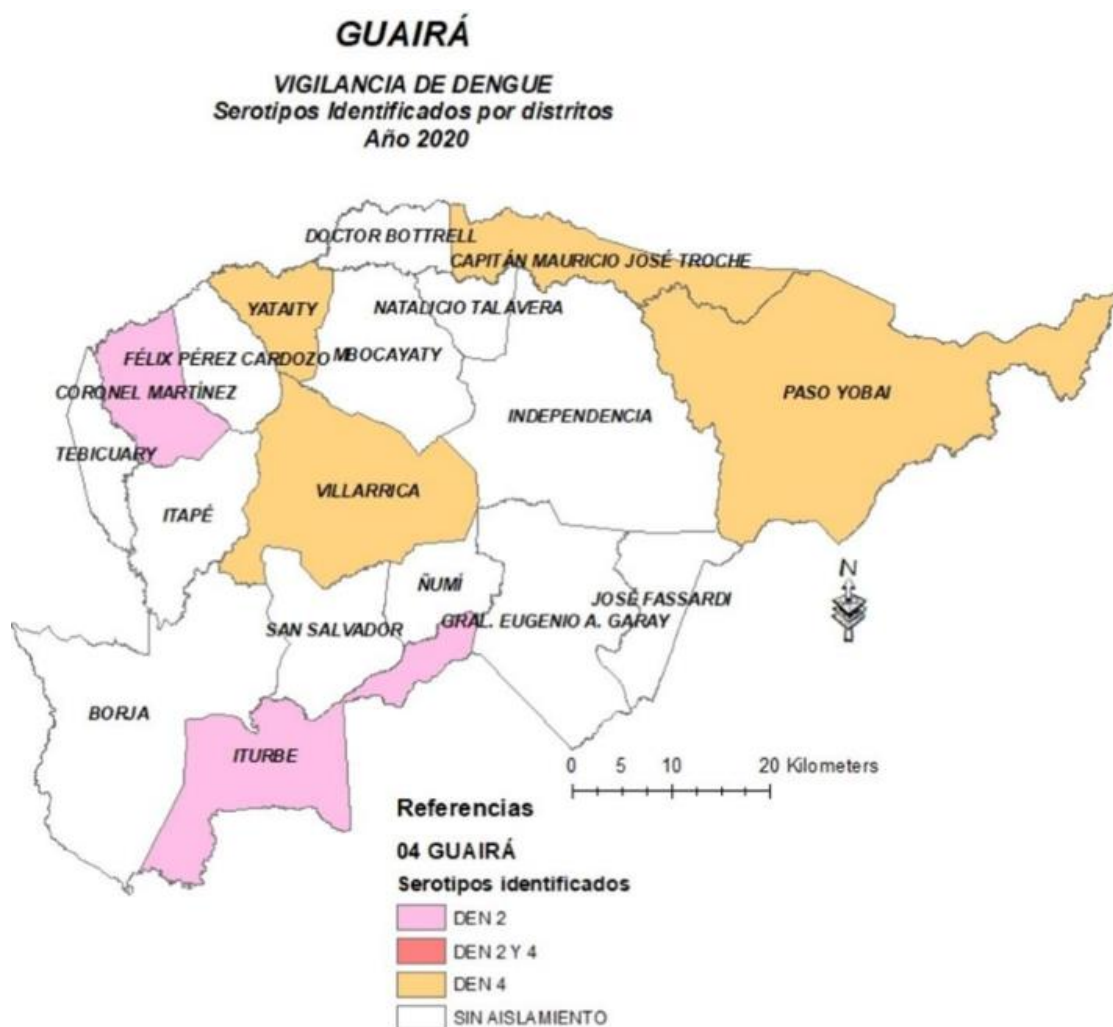 GUAIRÁ
VIGILANCIA DE DENGUE
Serotipos Identificados por distritos
Año 2020
DOCTOR BOTTRELL
CAPITÁN MAURICIO JOSÉ TROCHE
YATAITY
NATALICIO TALAVERA
FÉLIX PÉREZ CARDOZO
MBOCAYATY
CORONEL MARTÍNEZ
PASO YOBAI
INDEPENDENCIA
TEBICUARY
VILLARRICA
ITAPÉ
N
ÑUMÍ
JOSÉ FASSARDI
GRAL. EUGENIO A. GARAY
SAN SALVADOR
BORJA
ITURBE
0 5 10 20 Kilometers
Referencias
04 GUAIRÁ
Serotipos identificados
DEN 2
DEN 2 Y 4
DEN 4
SIN AISLAMIENTO